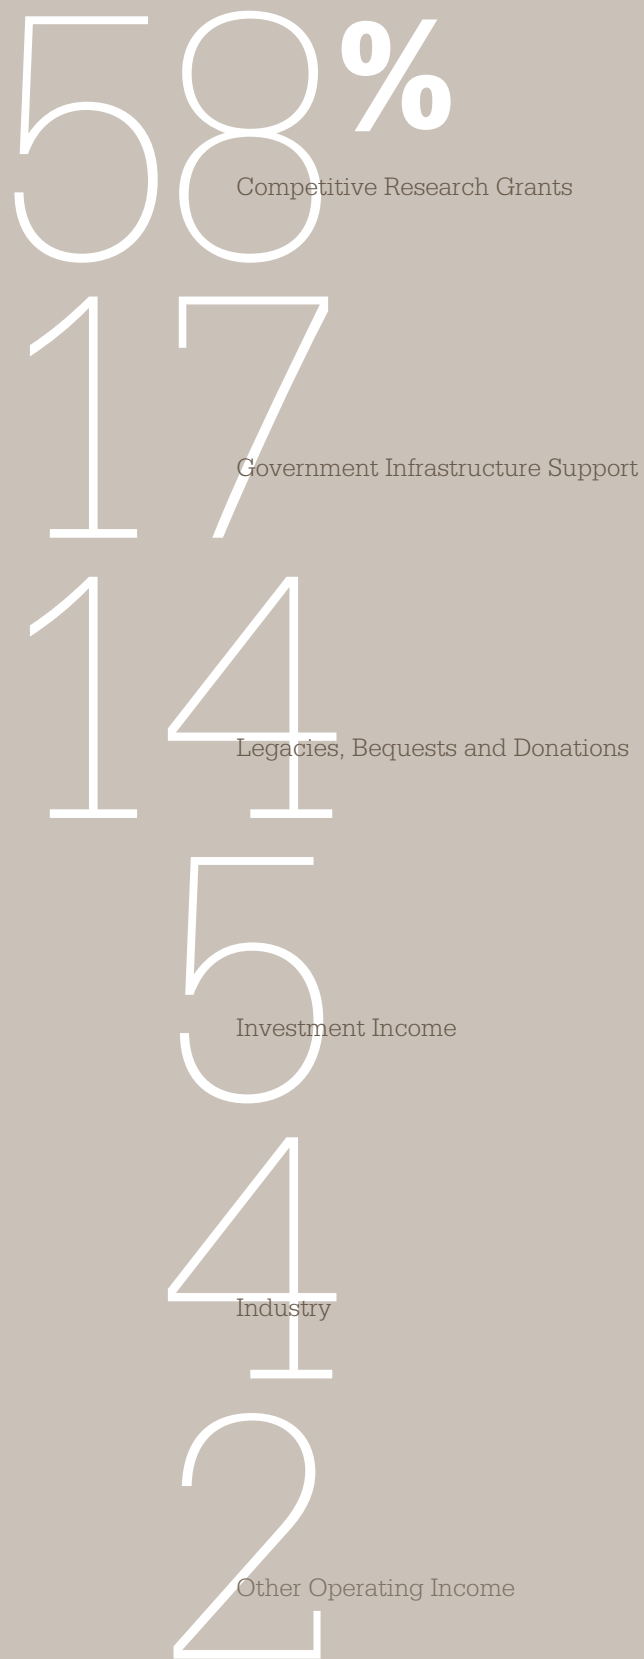 58%
Competitive Research Grants
17
Government Infrastructure Support
14
Legacies, Bequests and Donations
5
Investment Income
4
Industry
2
Other Operating Income